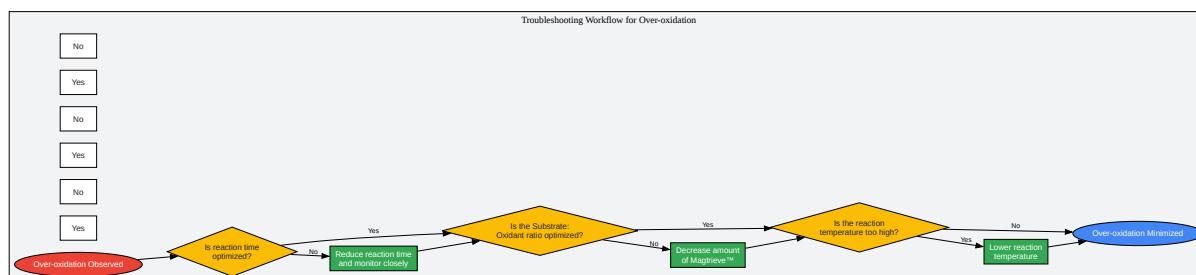 Troubleshooting Workflow for Over-oxidation
No
Yes
No
Yes
No
Yes
Over-oxidation Observed
Is reaction time
optimized?
Yes
No
Reduce reaction time
and monitor closely
Is the Substrate:
Oxidant ratio optimized?
Yes
No
Decrease amount
of Magtrieve™
Is the reaction
temperature too high?
No
Yes
Lower reaction
temperature
Over-oxidation Minimized